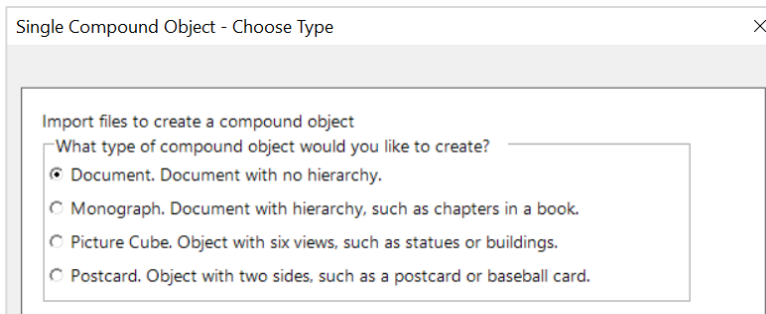 Single Compound Object - Choose Type
Import files to create a compound object
What type of compound object would you like to create?
Document. Document with no hierarchy.
Monograph. Document with hierarchy, such as chapters in a book.
Picture Cube. Object with six views, such as statues or buildings.
Postcard. Object with two sides, such as a postcard or baseball card.